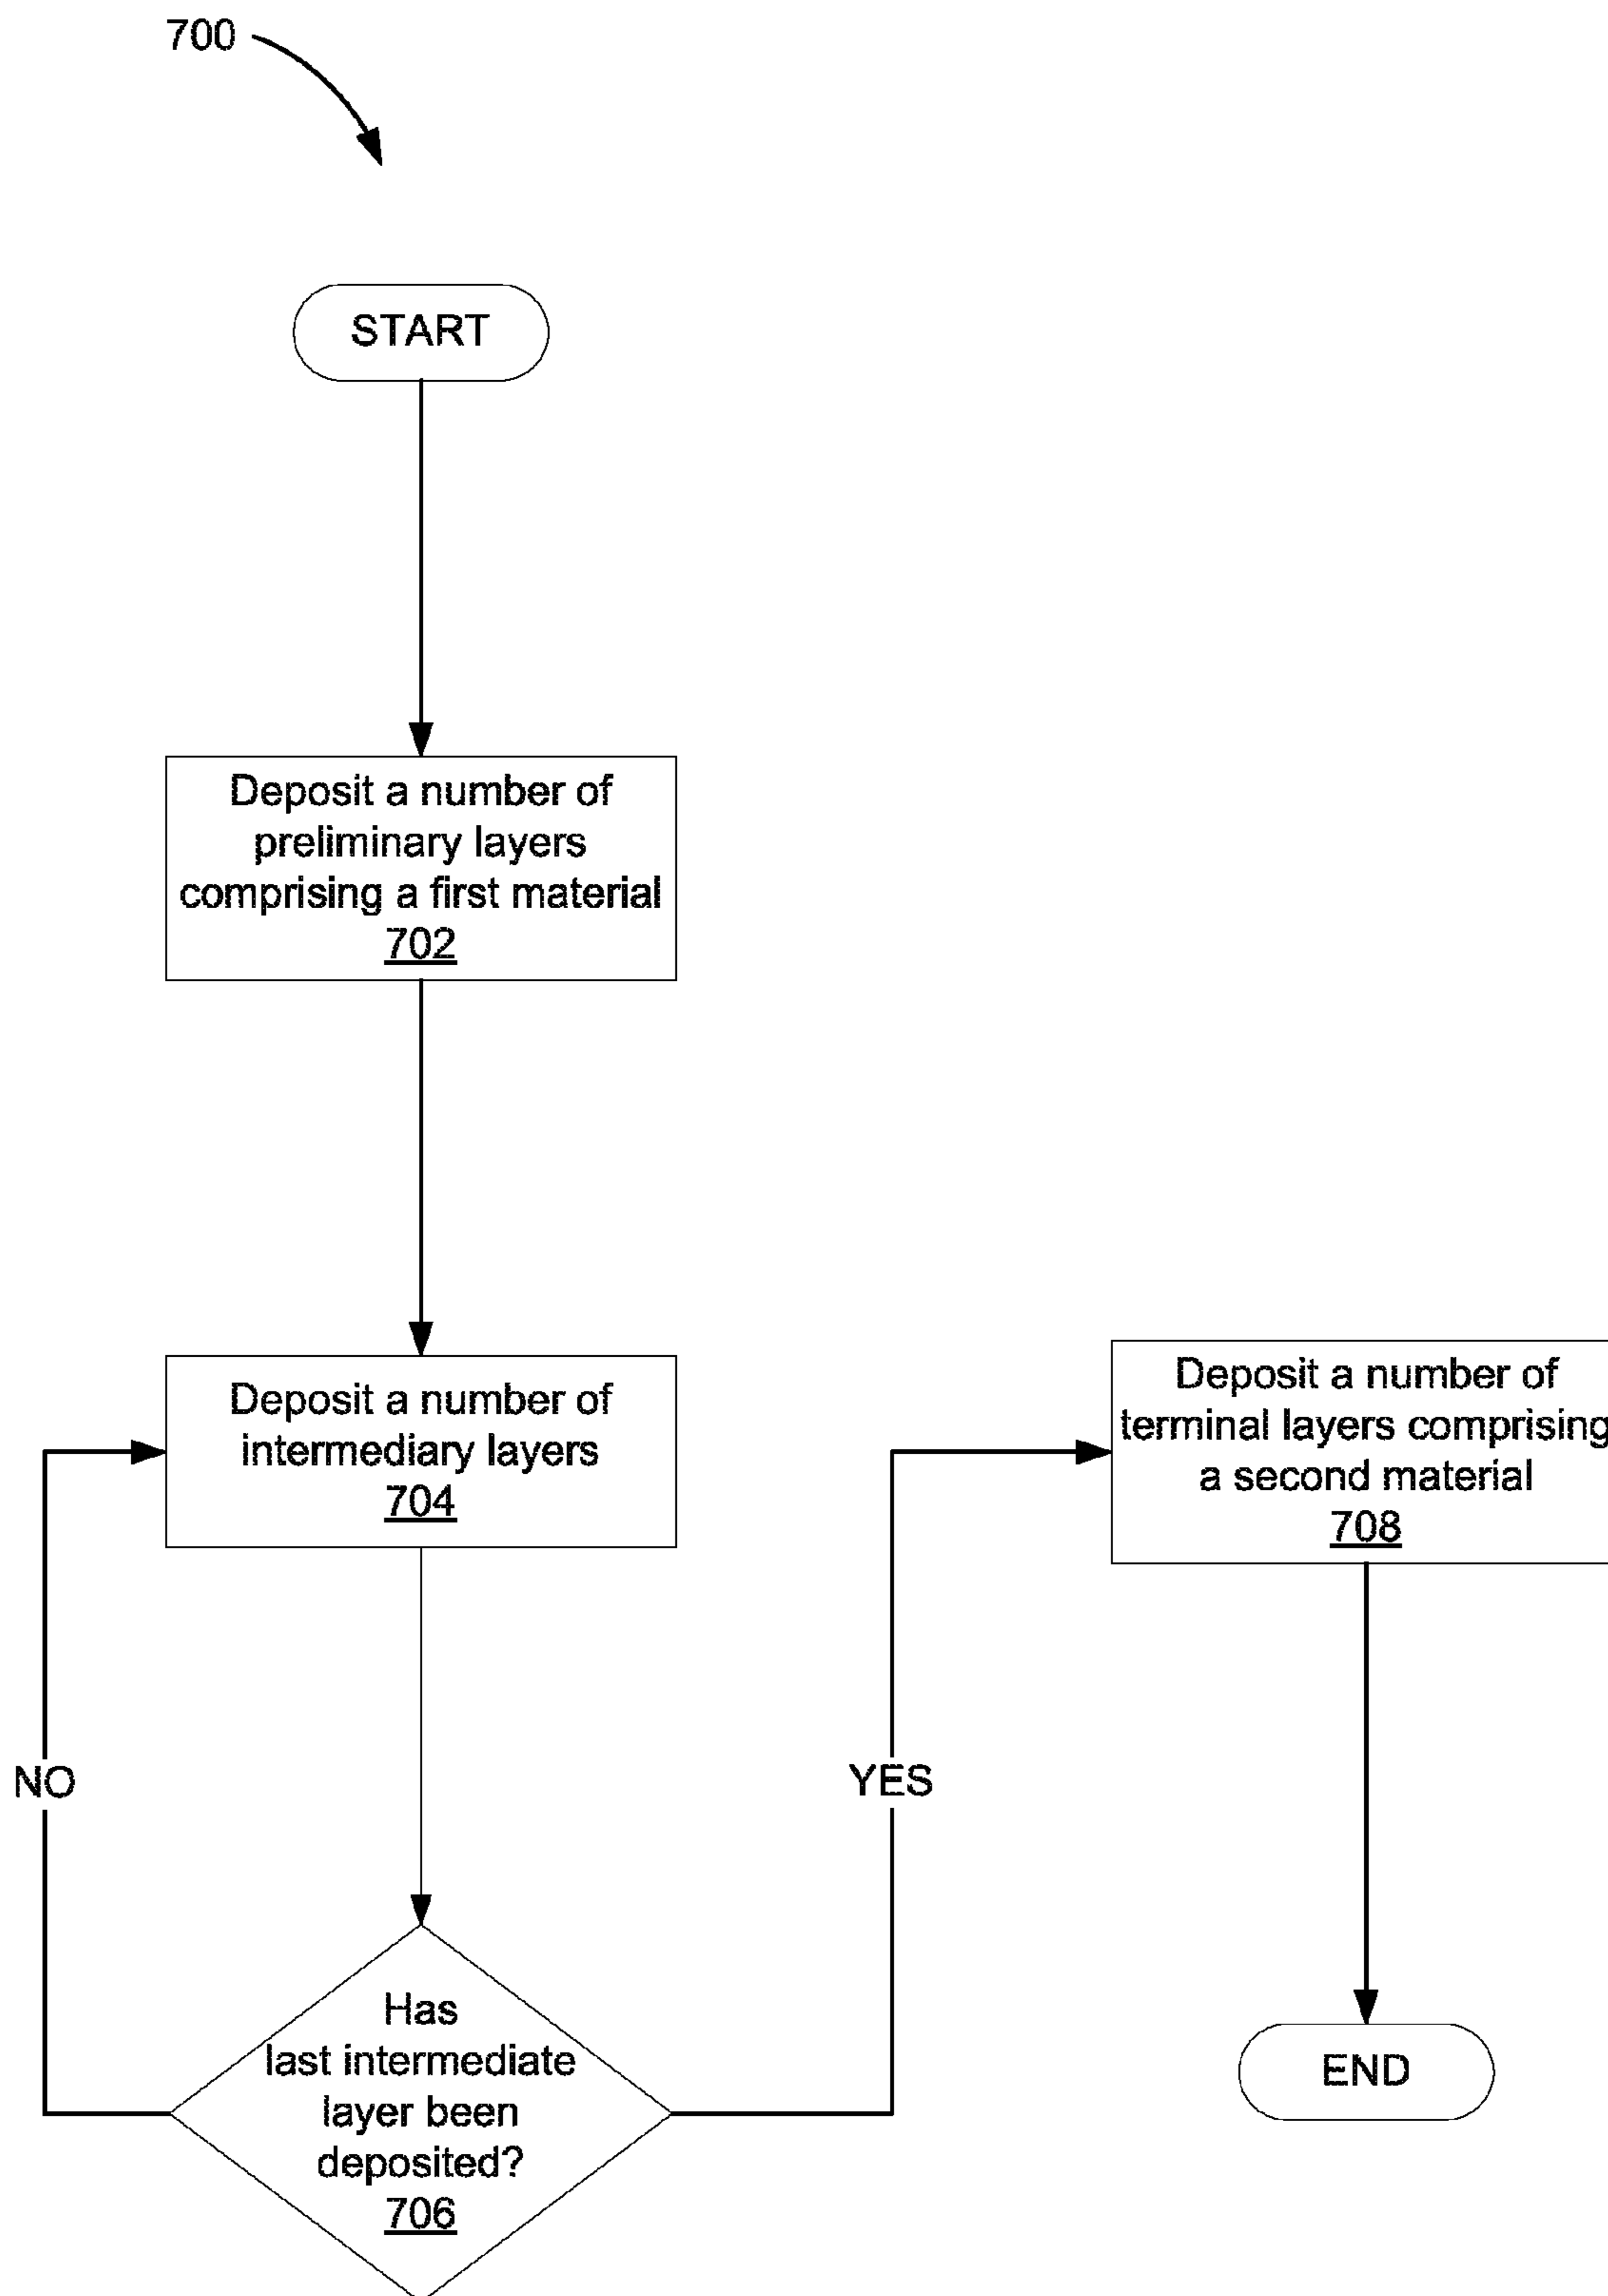 700
START
Deposit a number of
preliminary layers
comprising a first material
702
Deposit a number of
intermediary layers
704
Deposit a number of
terminal layers comprising
a second material
708
NO
YES
Has
last intermediate
layer been
deposited?
706
END